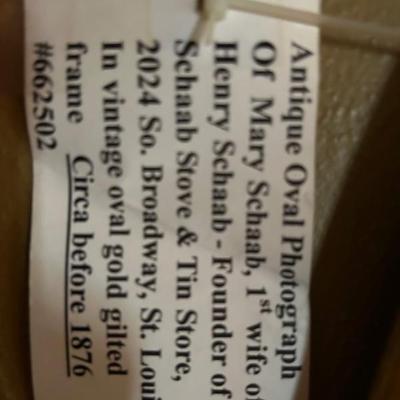 Antique Oval Photograph
Of Mary Schaab, 1st wife of
Henry Schaab - Founder of
Schaab Stove & Tin Store,
2024 So. Broadway, St. Loui
In vintage oval gold gilted
frame Circa before 1876
#662502